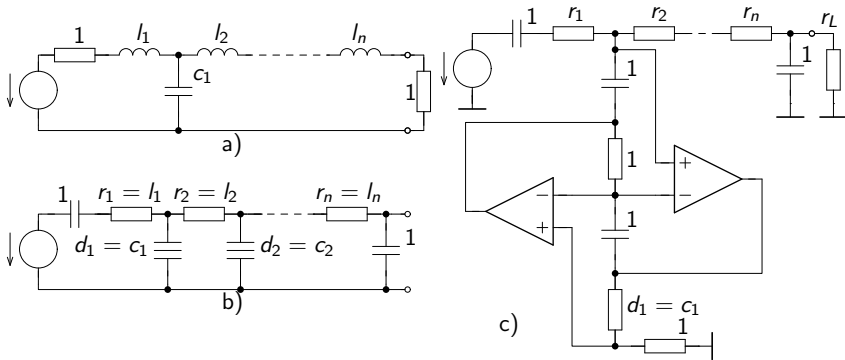 1 l1 l2 ln
c1
1
a)
1 r1 = l1 r2 = l2 rn = ln
d1 = c1 d2 = c2 1
b)
1 r1 r2 rn rL
1 1
1
− − +
+ −
1
d1 = c1
1
c)